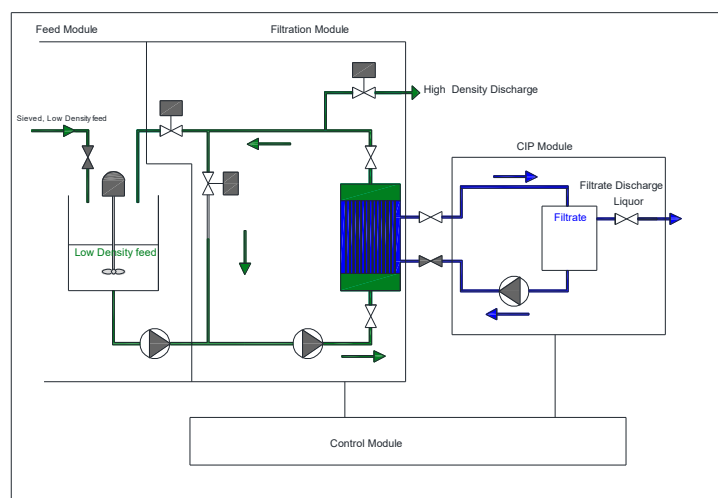 Feed Module
Filtration Module
High Density Discharge
Sieved, Low Density feed
CIP Module
Filtrate Discharge
Liquor
Filtrate
Low Density feed
Control Module